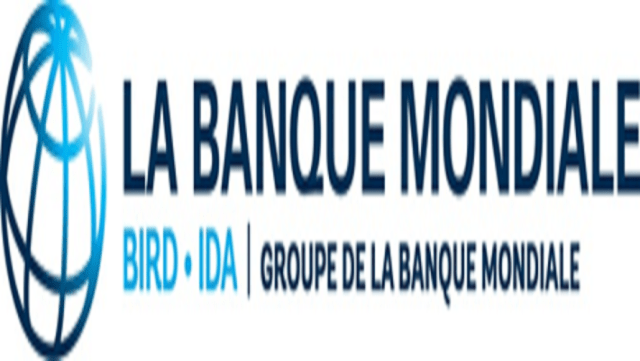 LA BANQUE MONDIALE
BIRD • IDA | GROUPE DE LA BANQUE MONDIALE